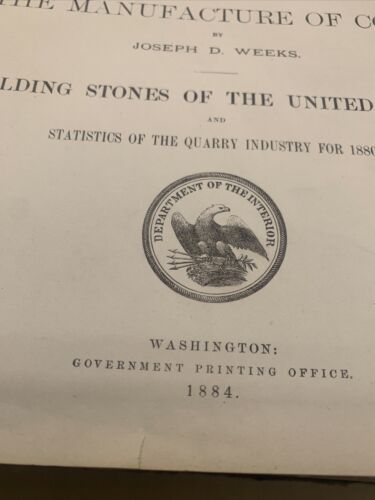 THE MANUFACTURE OF CO
BY
JOSEPH D. WEEKS.
LDING STONES OF THE UNITED
AND
STATISTICS OF THE QUARRY INDUSTRY FOR 1880
DEPARTMENT OF THE INTERIOR
WASHINGTON:
GOVERNMENT PRINTING OFFICE.
1884.